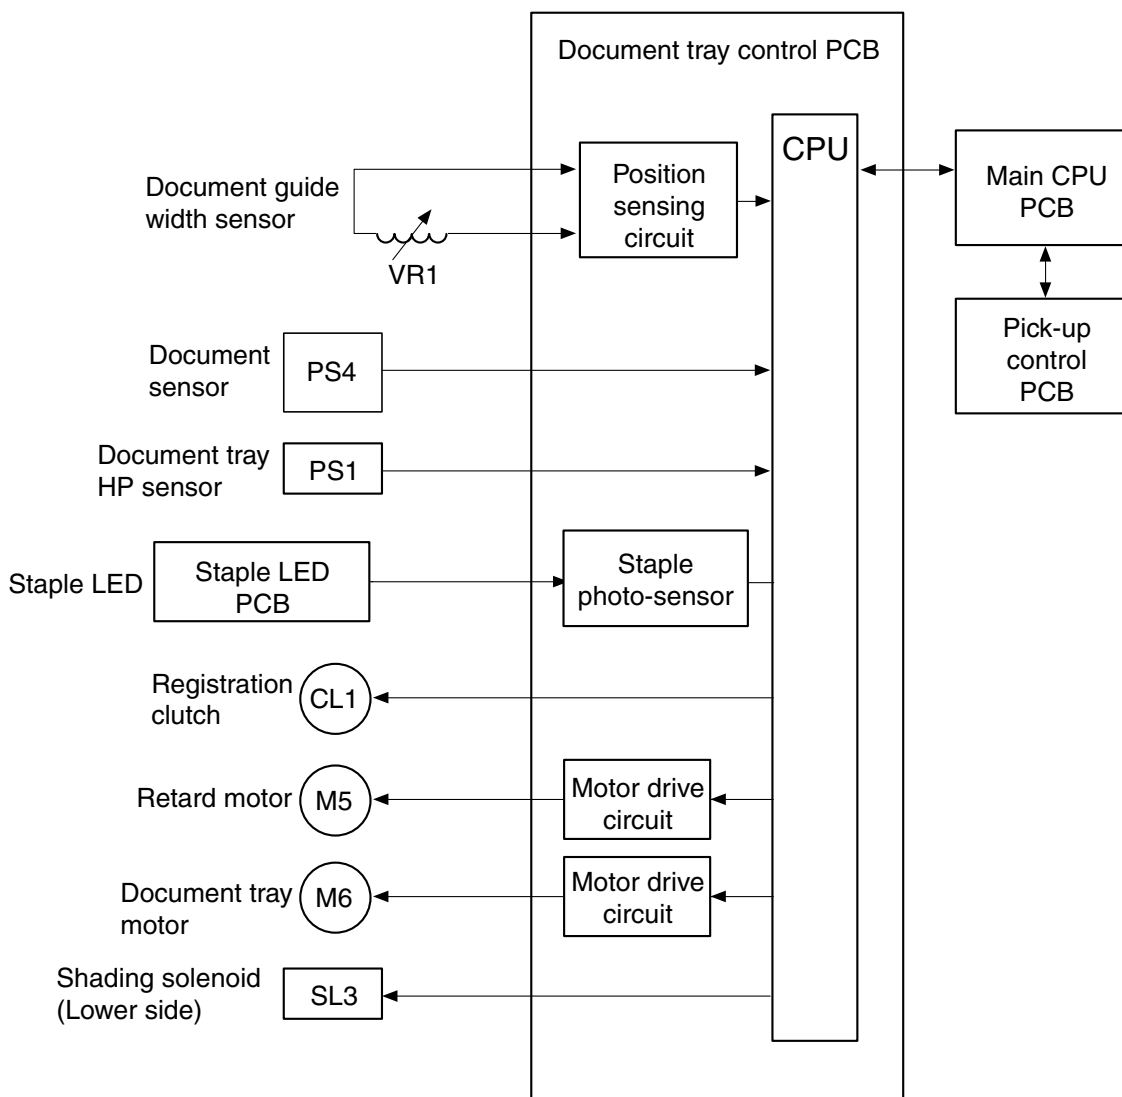 Document tray control PCB
CPU
Document guide
width sensor
VR1
Position
sensing
circuit
Main CPU
PCB
Pick-up
control
PCB
Document
sensor
PS4
Document tray
HP sensor
PS1
Staple LED
Staple LED
PCB
Staple
photo-sensor
Registration
clutch
CL1
Retard motor
M5
Motor drive
circuit
Document tray
motor
M6
Motor drive
circuit
Shading solenoid
(Lower side)
SL3